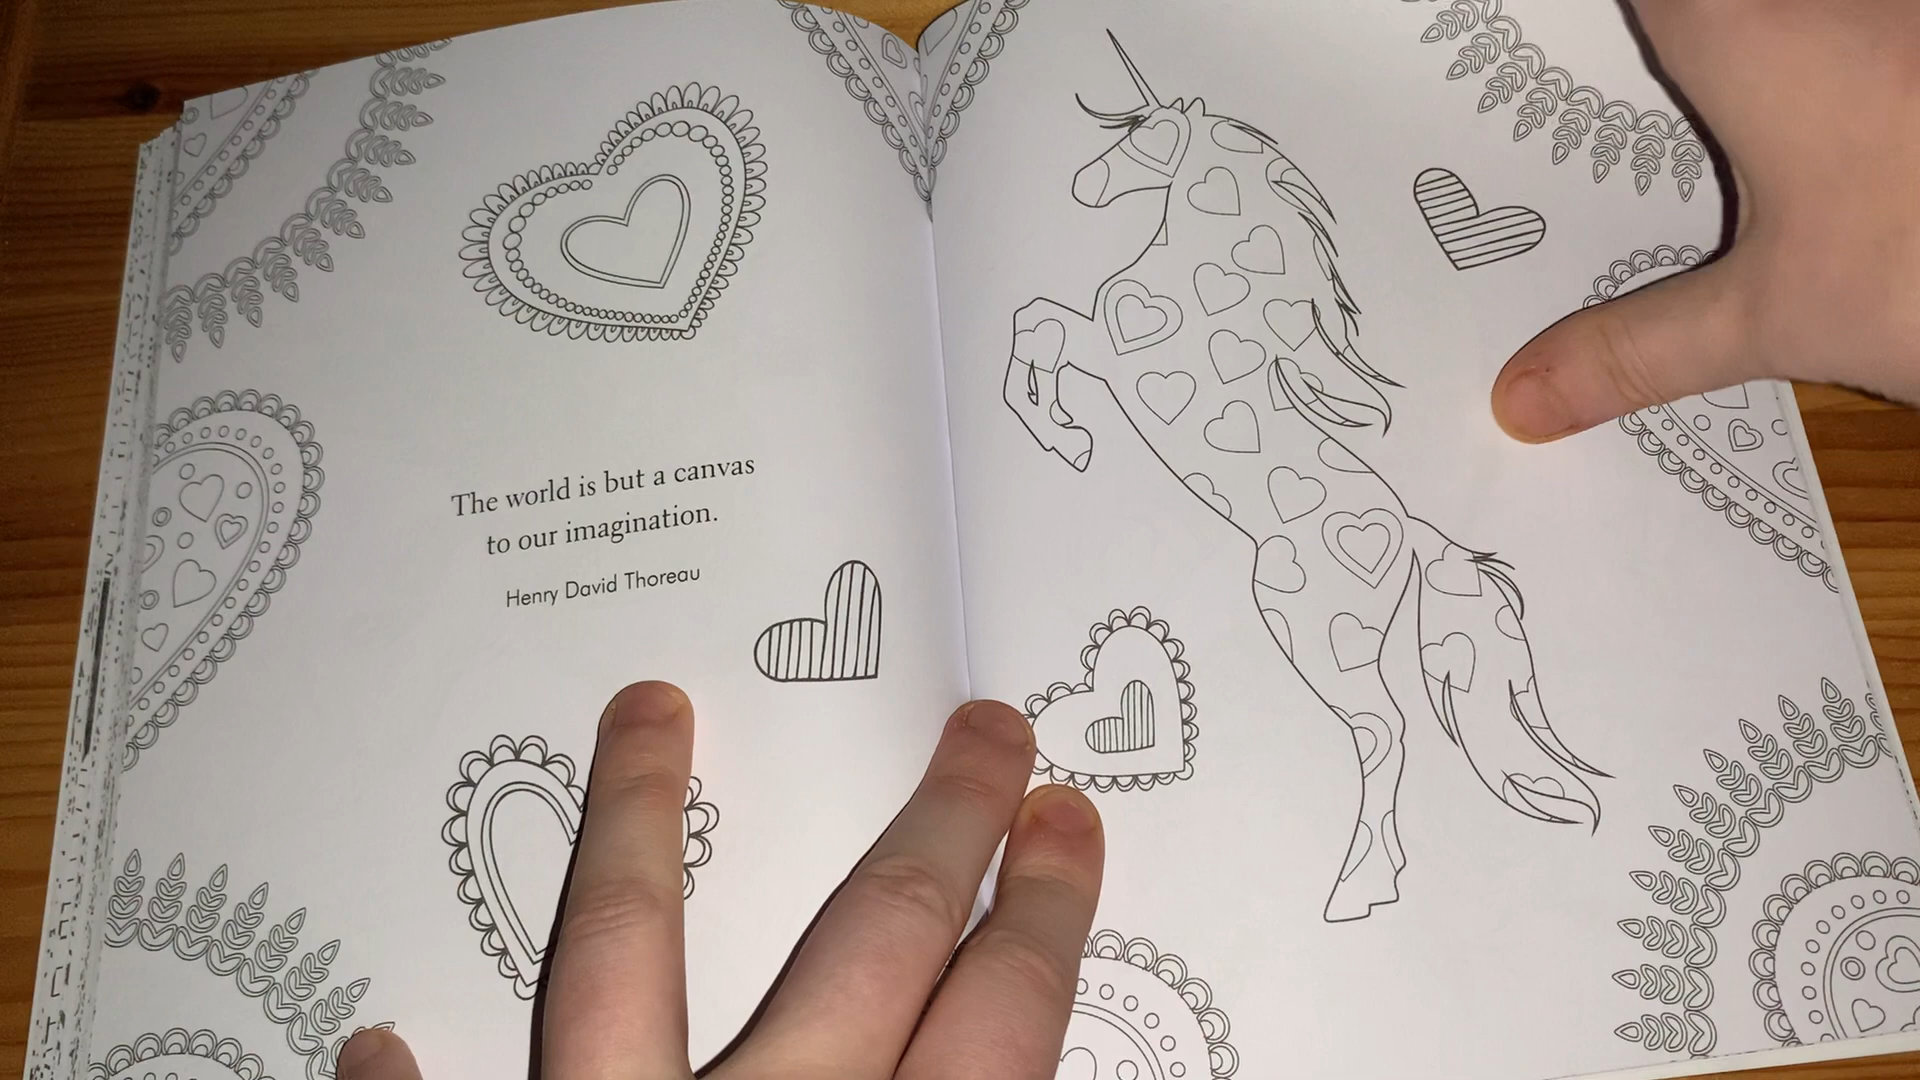 The world is but a canvas
to our imagination.
Henry David Thoreau